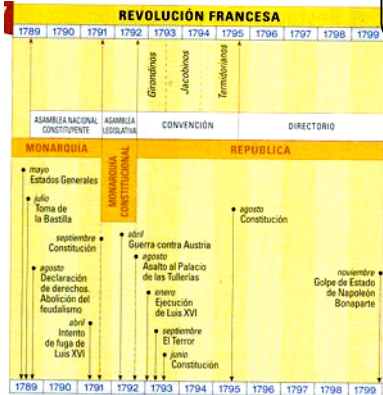 REVOLUCIÓN FRANCESA
1789 1790 1791 1792 1793 1794 1795 1796 1797 1798 1799
Girondinos
Jacobinos
Termidorianos
ASAMBLEA NACIONAL
CONSTITUYENTE
ASAMBLEA
LEGISLATIVA
CONVENCIÓN
DIRECTORIO
MONARQUÍA
MONARQUÍA
CONSTITUCIONAL
REPÚBLICA
mayo
Estados Generales
julio
Toma de
la Bastilla
septiembre
Constitución
agosto
Declaración
de derechos.
Abolición del
feudalismo
abril
Intento
de fuga de
Luis XVI
abril
Guerra contra Austria
agosto
Asalto al Palacio
de las Tullerías
enero
Ejecución
de Luis XVI
septiembre
El Terror
junio
Constitución
agosto
Constitución
noviembre
Golpe de Estado
de Napoleón
Bonaparte
1789 1790 1791 1792 1793 1794 1795 1796 1797 1798 1799